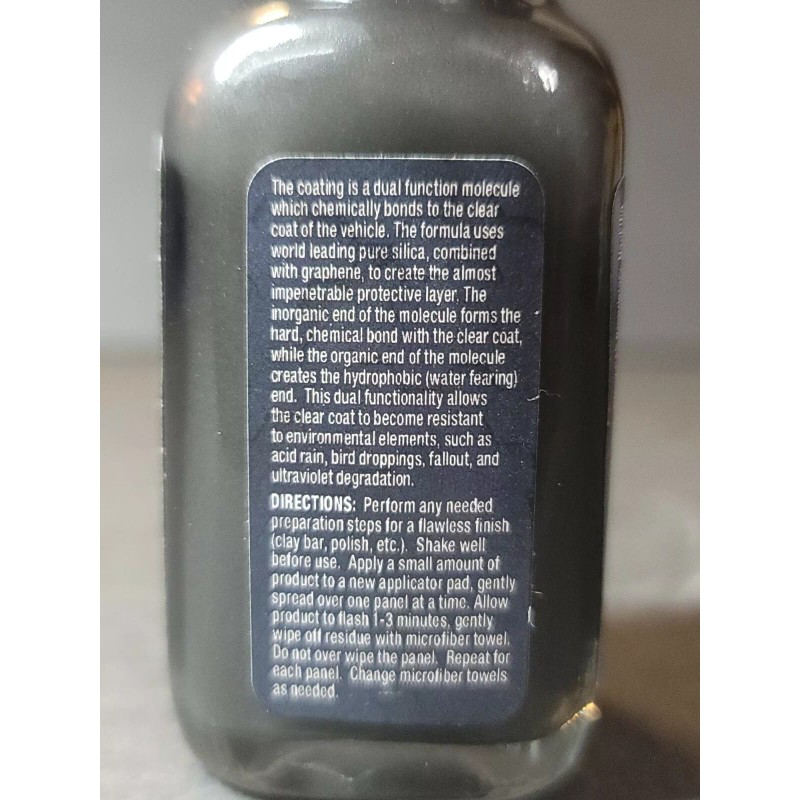 The coating is a dual function molecule
which chemically bonds to the clear
coat of the vehicle. The formula uses
world leading pure silica, combined
with graphene, to create the almost
impenetrable protective layer. The
inorganic end of the molecule forms the
hard, chemical bond with the clear coat,
while the organic end of the molecule
creates the hydrophobic (water fearing)
end. This dual functionality allows
the clear coat to become resistant
to environmental elements, such as
acid rain, bird droppings, fallout, and
ultraviolet degradation.
DIRECTIONS: Perform any needed
preparation steps for a flawless finish
(clay bar, polish, etc.). Shake well
before use. Apply a small amount of
product to a new applicator pad, gently
spread over one panel at a time. Allow
product to flash 1-3 minutes, gently
wipe off residue with microfiber towel.
Do not over wipe the panel. Repeat for
each panel. Change microfiber towels
as needed.